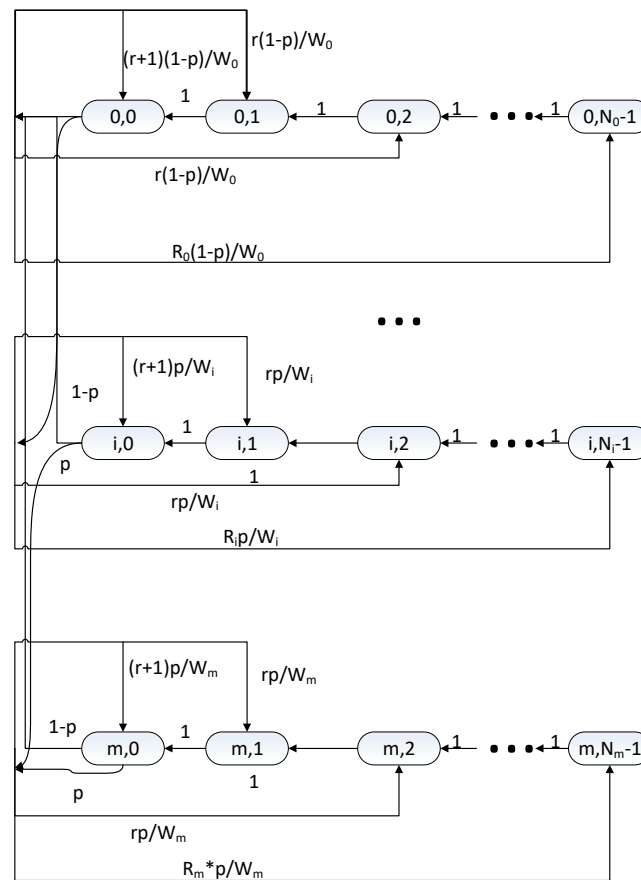 r(1-p)/W₀
(r+1)(1-p)/W₀
1
1
1
1
0,0
0,1
0,2
0,N₀-1
r(1-p)/W₀
R₀(1-p)/W₀
(r+1)p/Wᵢ
rp/Wᵢ
1-p
1
1
1
i,0
i,1
i,2
i,Nᵢ-1
p
1
rp/Wᵢ
Rᵢp/Wᵢ
(r+1)p/Wₘ
rp/Wₘ
1-p
1
1
1
m,0
m,1
m,2
m,Nₘ-1
p
1
rp/Wₘ
Rₘ*p/Wₘ